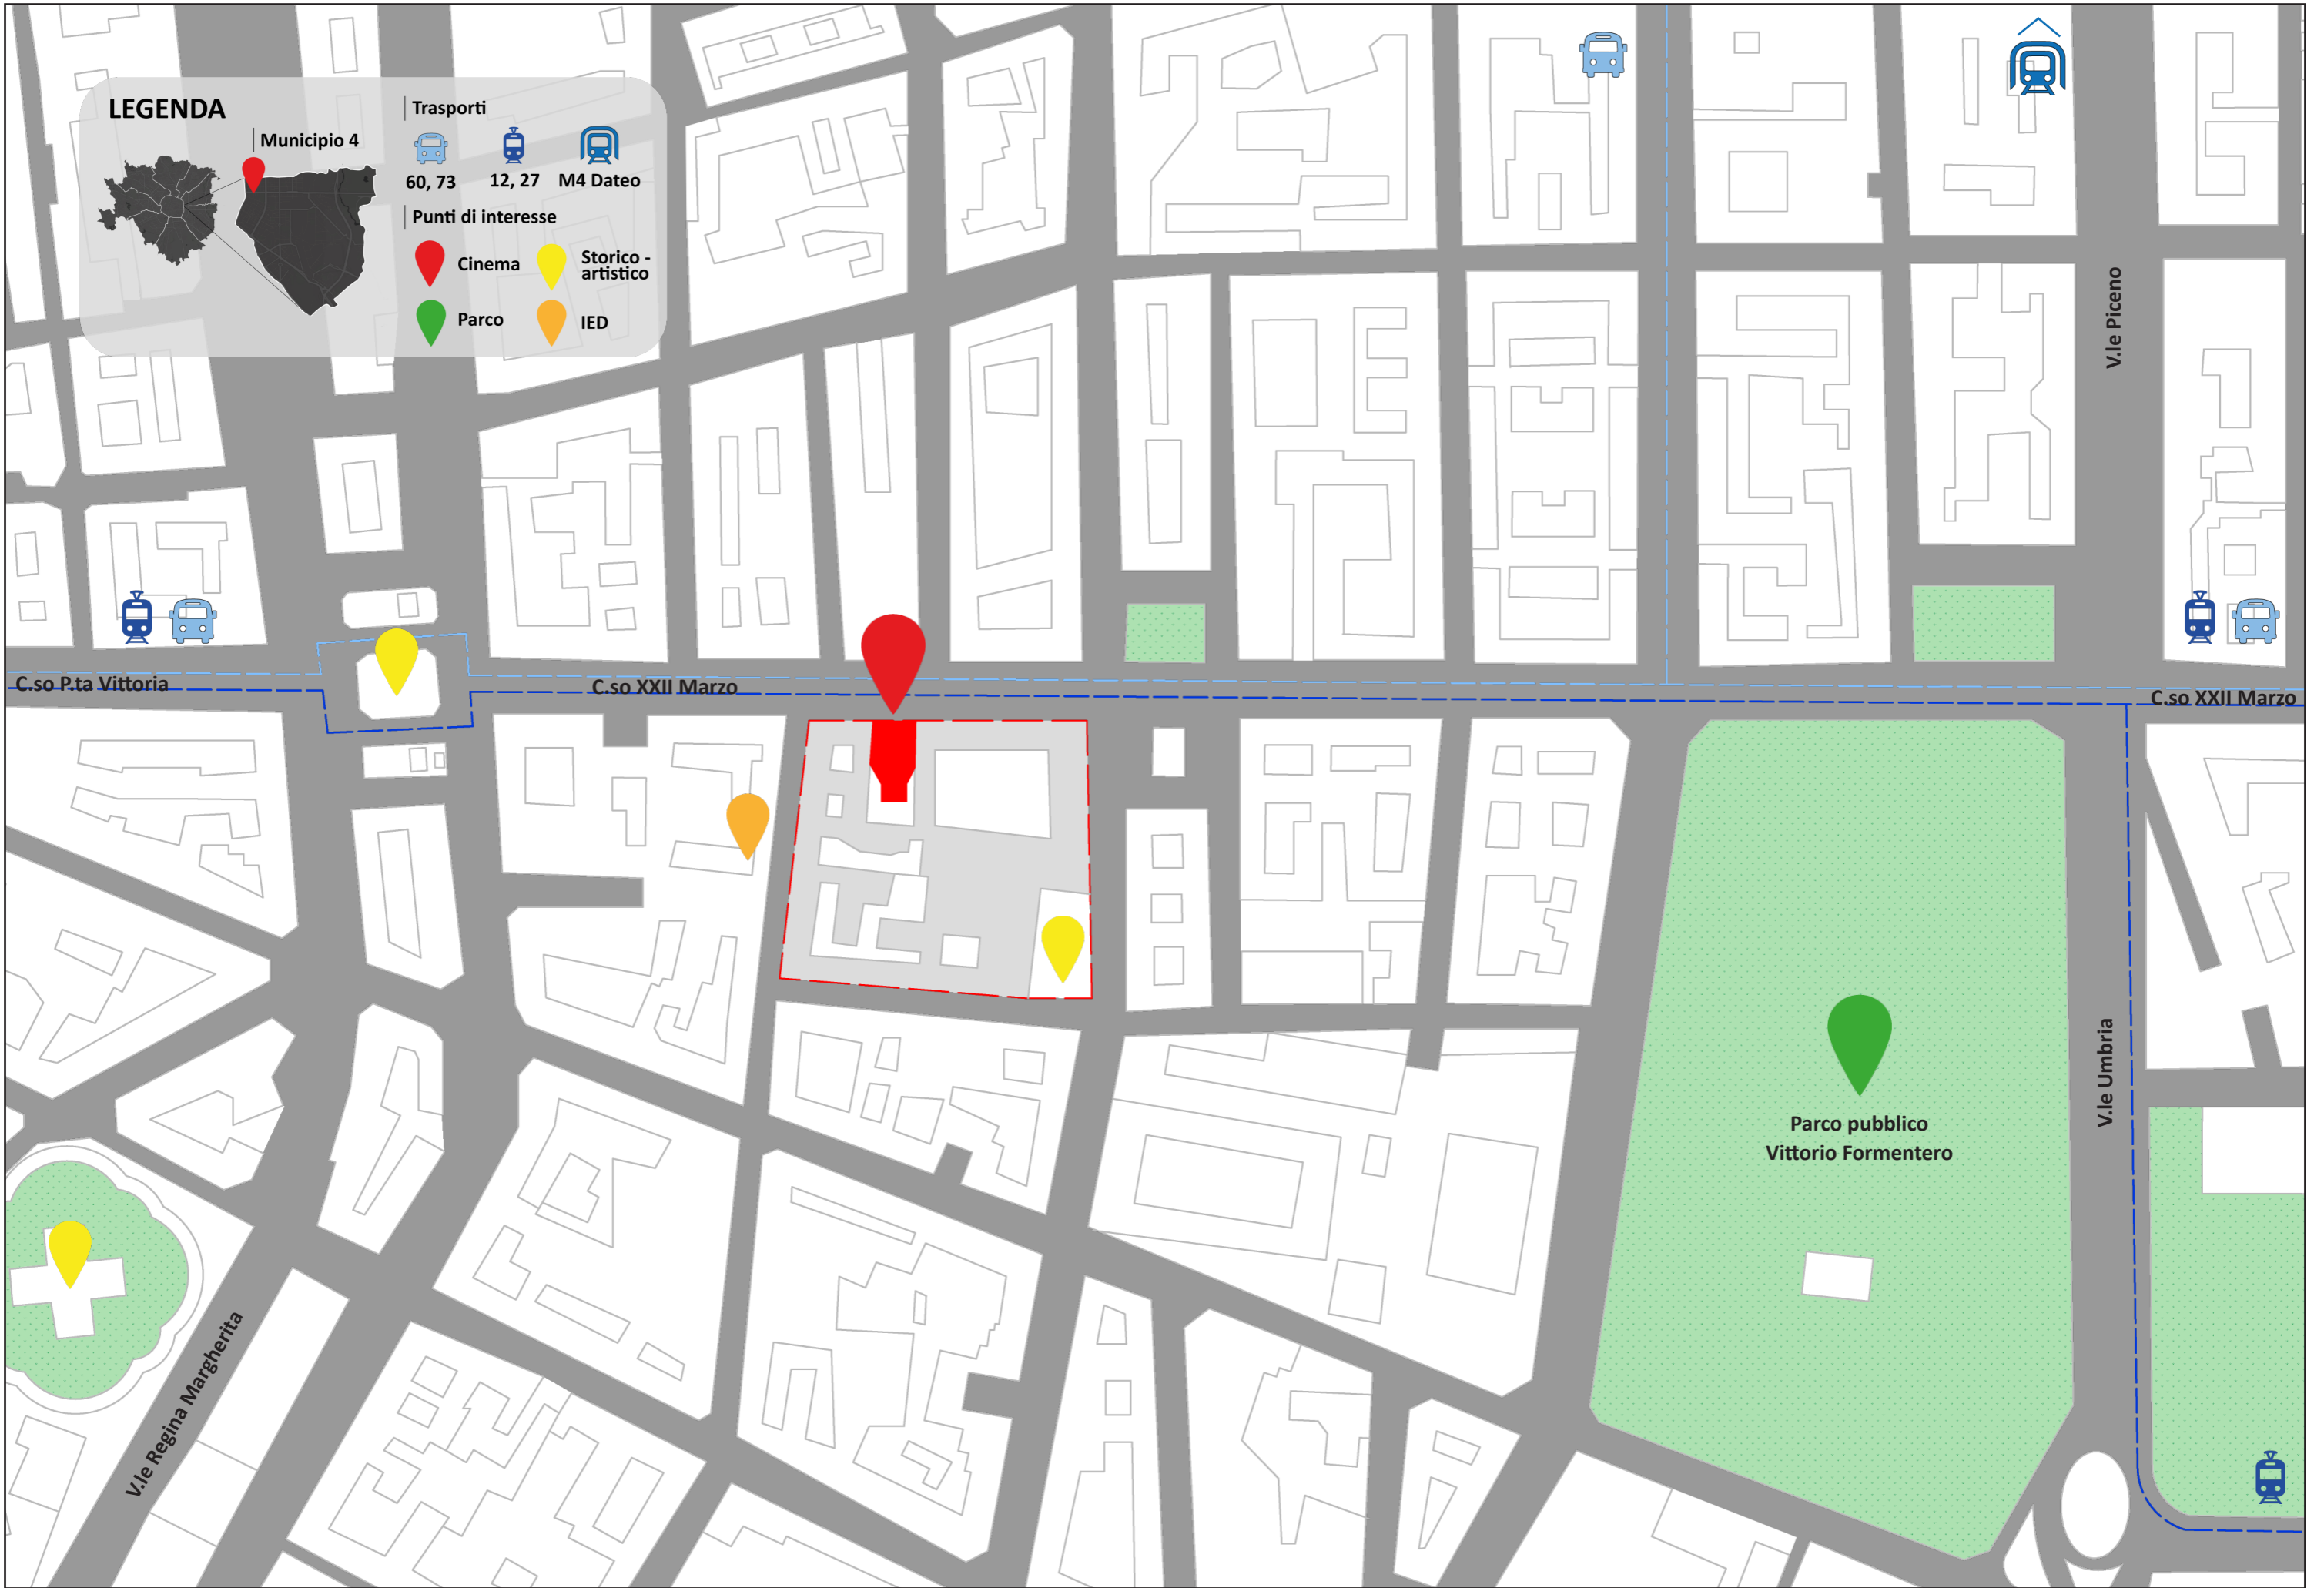 LEGENDA
Municipio 4
Trasporti
60, 73
12, 27
M4 Dateo
Punti di interesse
Cinema
Storico -
artistico
Parco
IED
V.le Piceno
C.so P.ta Vittoria
C.so XXII Marzo
C.so XXII Marzo
V.le Umbria
Parco pubblico
Vittorio Formentero
V.le Regina Margherita